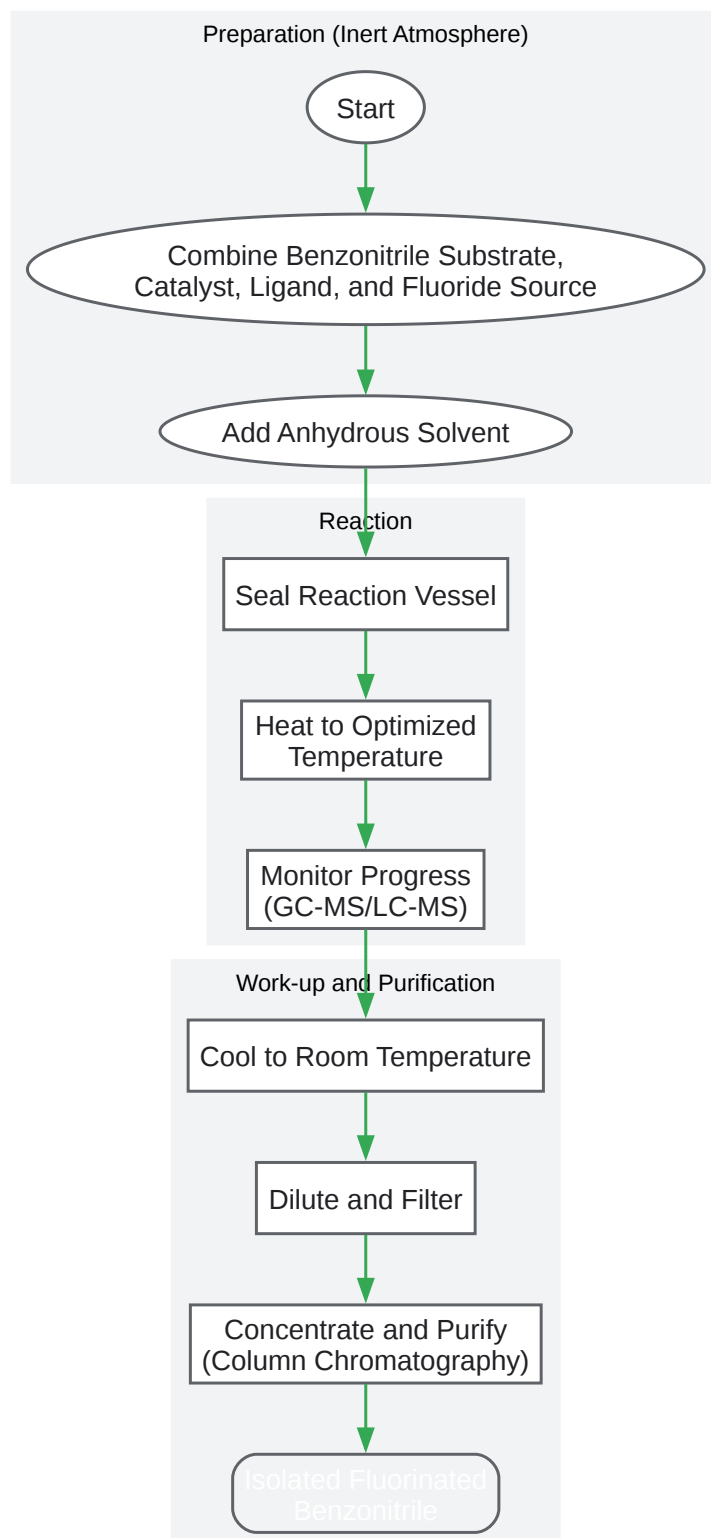 Preparation (Inert Atmosphere)
Start
Combine Benzonitrile Substrate,
Catalyst, Ligand, and Fluoride Source
Add Anhydrous Solvent
Reaction
Seal Reaction Vessel
Heat to Optimized
Temperature
Monitor Progress
(GC-MS/LC-MS)
Work-up and Purification
Cool to Room Temperature
Dilute and Filter
Concentrate and Purify
(Column Chromatography)
Isolated Fluorinated
Benzonitrile